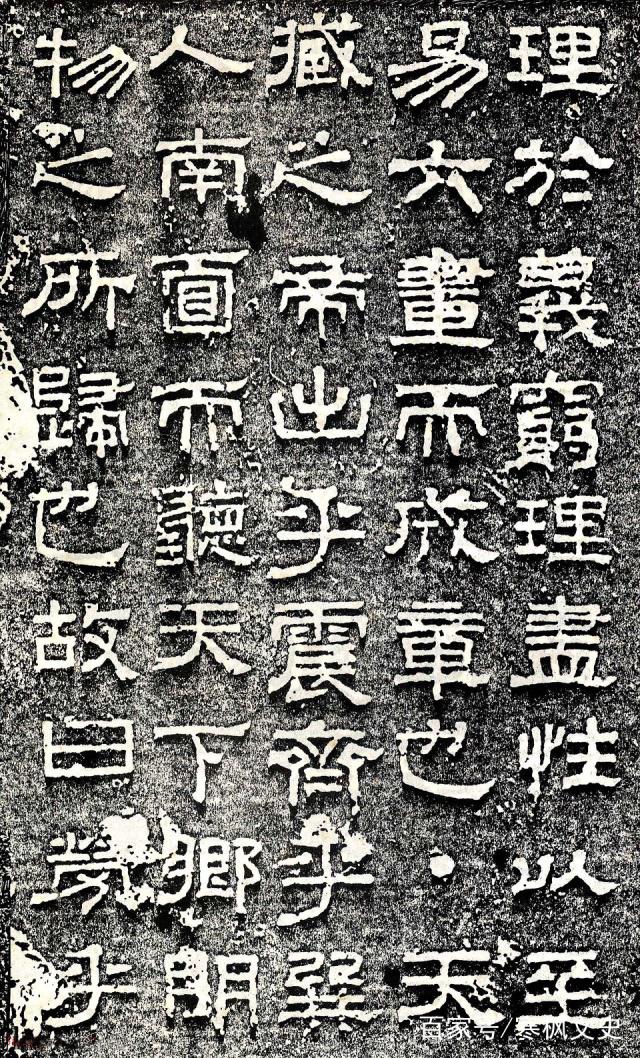 理於義窮理盡性以至
易六畫而成章也·天
藏之帝出乎震齊乎巽
人南面而聽天下鄉明
物之所歸也故曰勞乎
百家号/寒枫文史